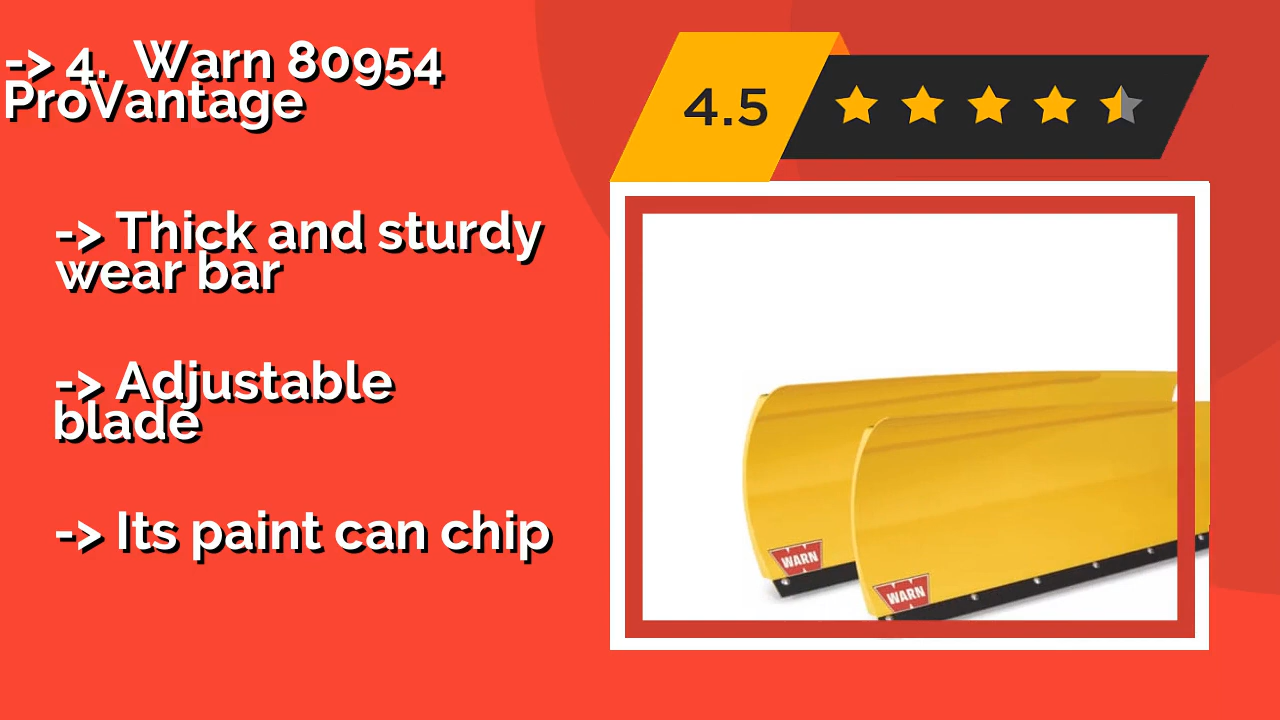 -> 4.  Warn 80954
ProVantage
4.5
-> Thick and sturdy
wear bar
-> Adjustable
blade
-> Its paint can chip
WARN
WARN